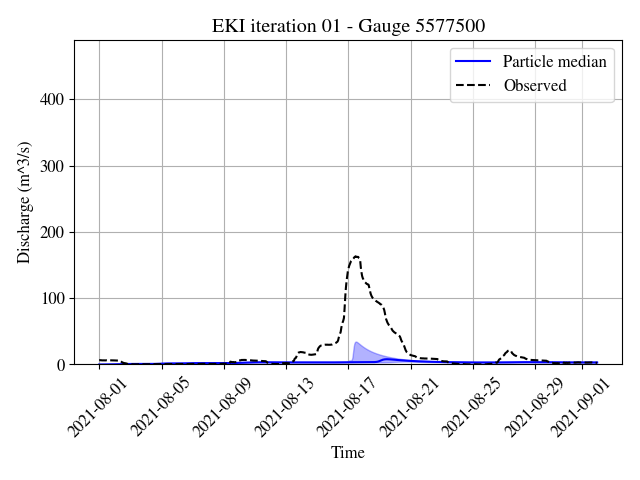 EKI iteration 01 - Gauge 5577500
Particle median
Observed
Discharge (m^3/s)
400
300
200
100
0
2021-08-01
2021-08-05
2021-08-09
2021-08-13
2021-08-17
2021-08-21
2021-08-25
2021-08-29
2021-09-01
Time